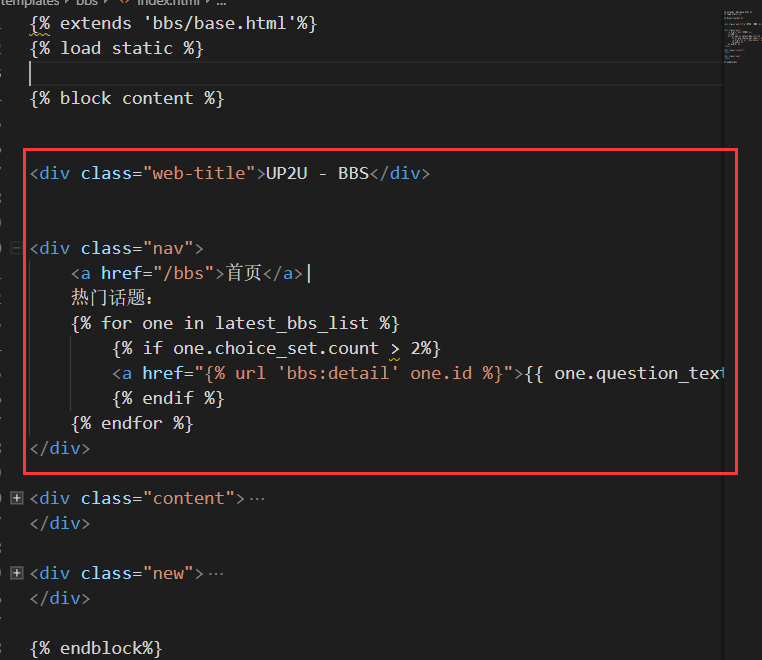 templates > bbs > <> index.html > ...
{% extends 'bbs/base.html'%}
{% load static %}
{% block content %}
<div class="web-title">UP2U - BBS</div>
<div class="nav">
<a href="/bbs">首页</a>|
热门话题:
{% for one in latest_bbs_list %}
{% if one.choice_set.count > 2%}
<a href="{% url 'bbs:detail' one.id %}">{{ one.question_text
{% endif %}
{% endfor %}
</div>
<div class="content">...
</div>
<div class="new">...
</div>
{% endblock%}